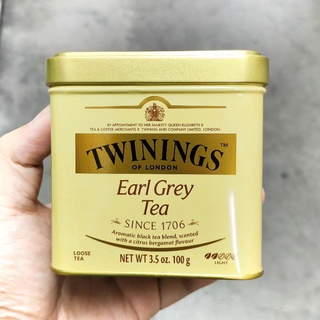 BY APPOINTMENT TO HER MAJESTY QUEEN ELIZABETH II
TEA & COFFEE MERCHANTS R. TWINING AND COMPANY LIMITED, LONDON.
TWININGS™
OF LONDON
Earl Grey
Tea
SINCE 1706
Aromatic black tea blend, scented
with a citrus bergamot flavour
LOOSE
TEA
NET WT 3.5 oz. 100 g
LIGHT